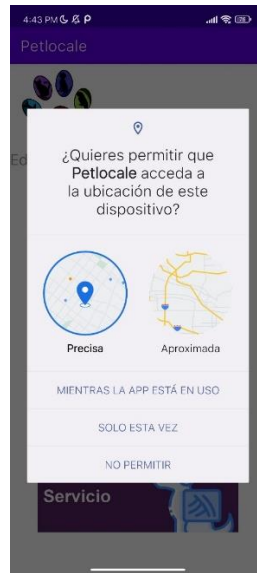 4:43 PM
Petlocale
Ed
¿Quieres permitir que
Petlocale acceda a
la ubicación de este
dispositivo?
Precisa
Aproximada
MIENTRAS LA APP ESTÁ EN USO
SOLO ESTA VEZ
NO PERMITIR
Servicio